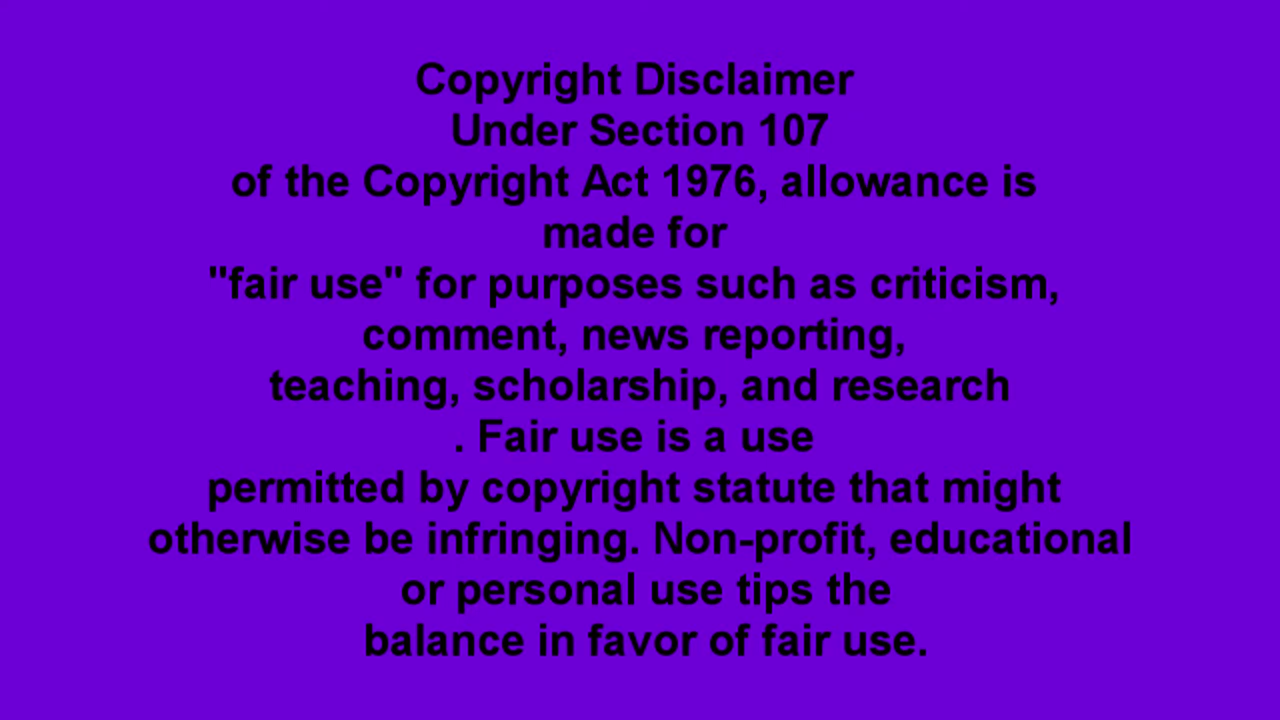 Copyright Disclaimer
Under Section 107
of the Copyright Act 1976, allowance is
made for
"fair use" for purposes such as criticism,
comment, news reporting,
teaching, scholarship, and research
. Fair use is a use
permitted by copyright statute that might
otherwise be infringing. Non-profit, educational
or personal use tips the
balance in favor of fair use.